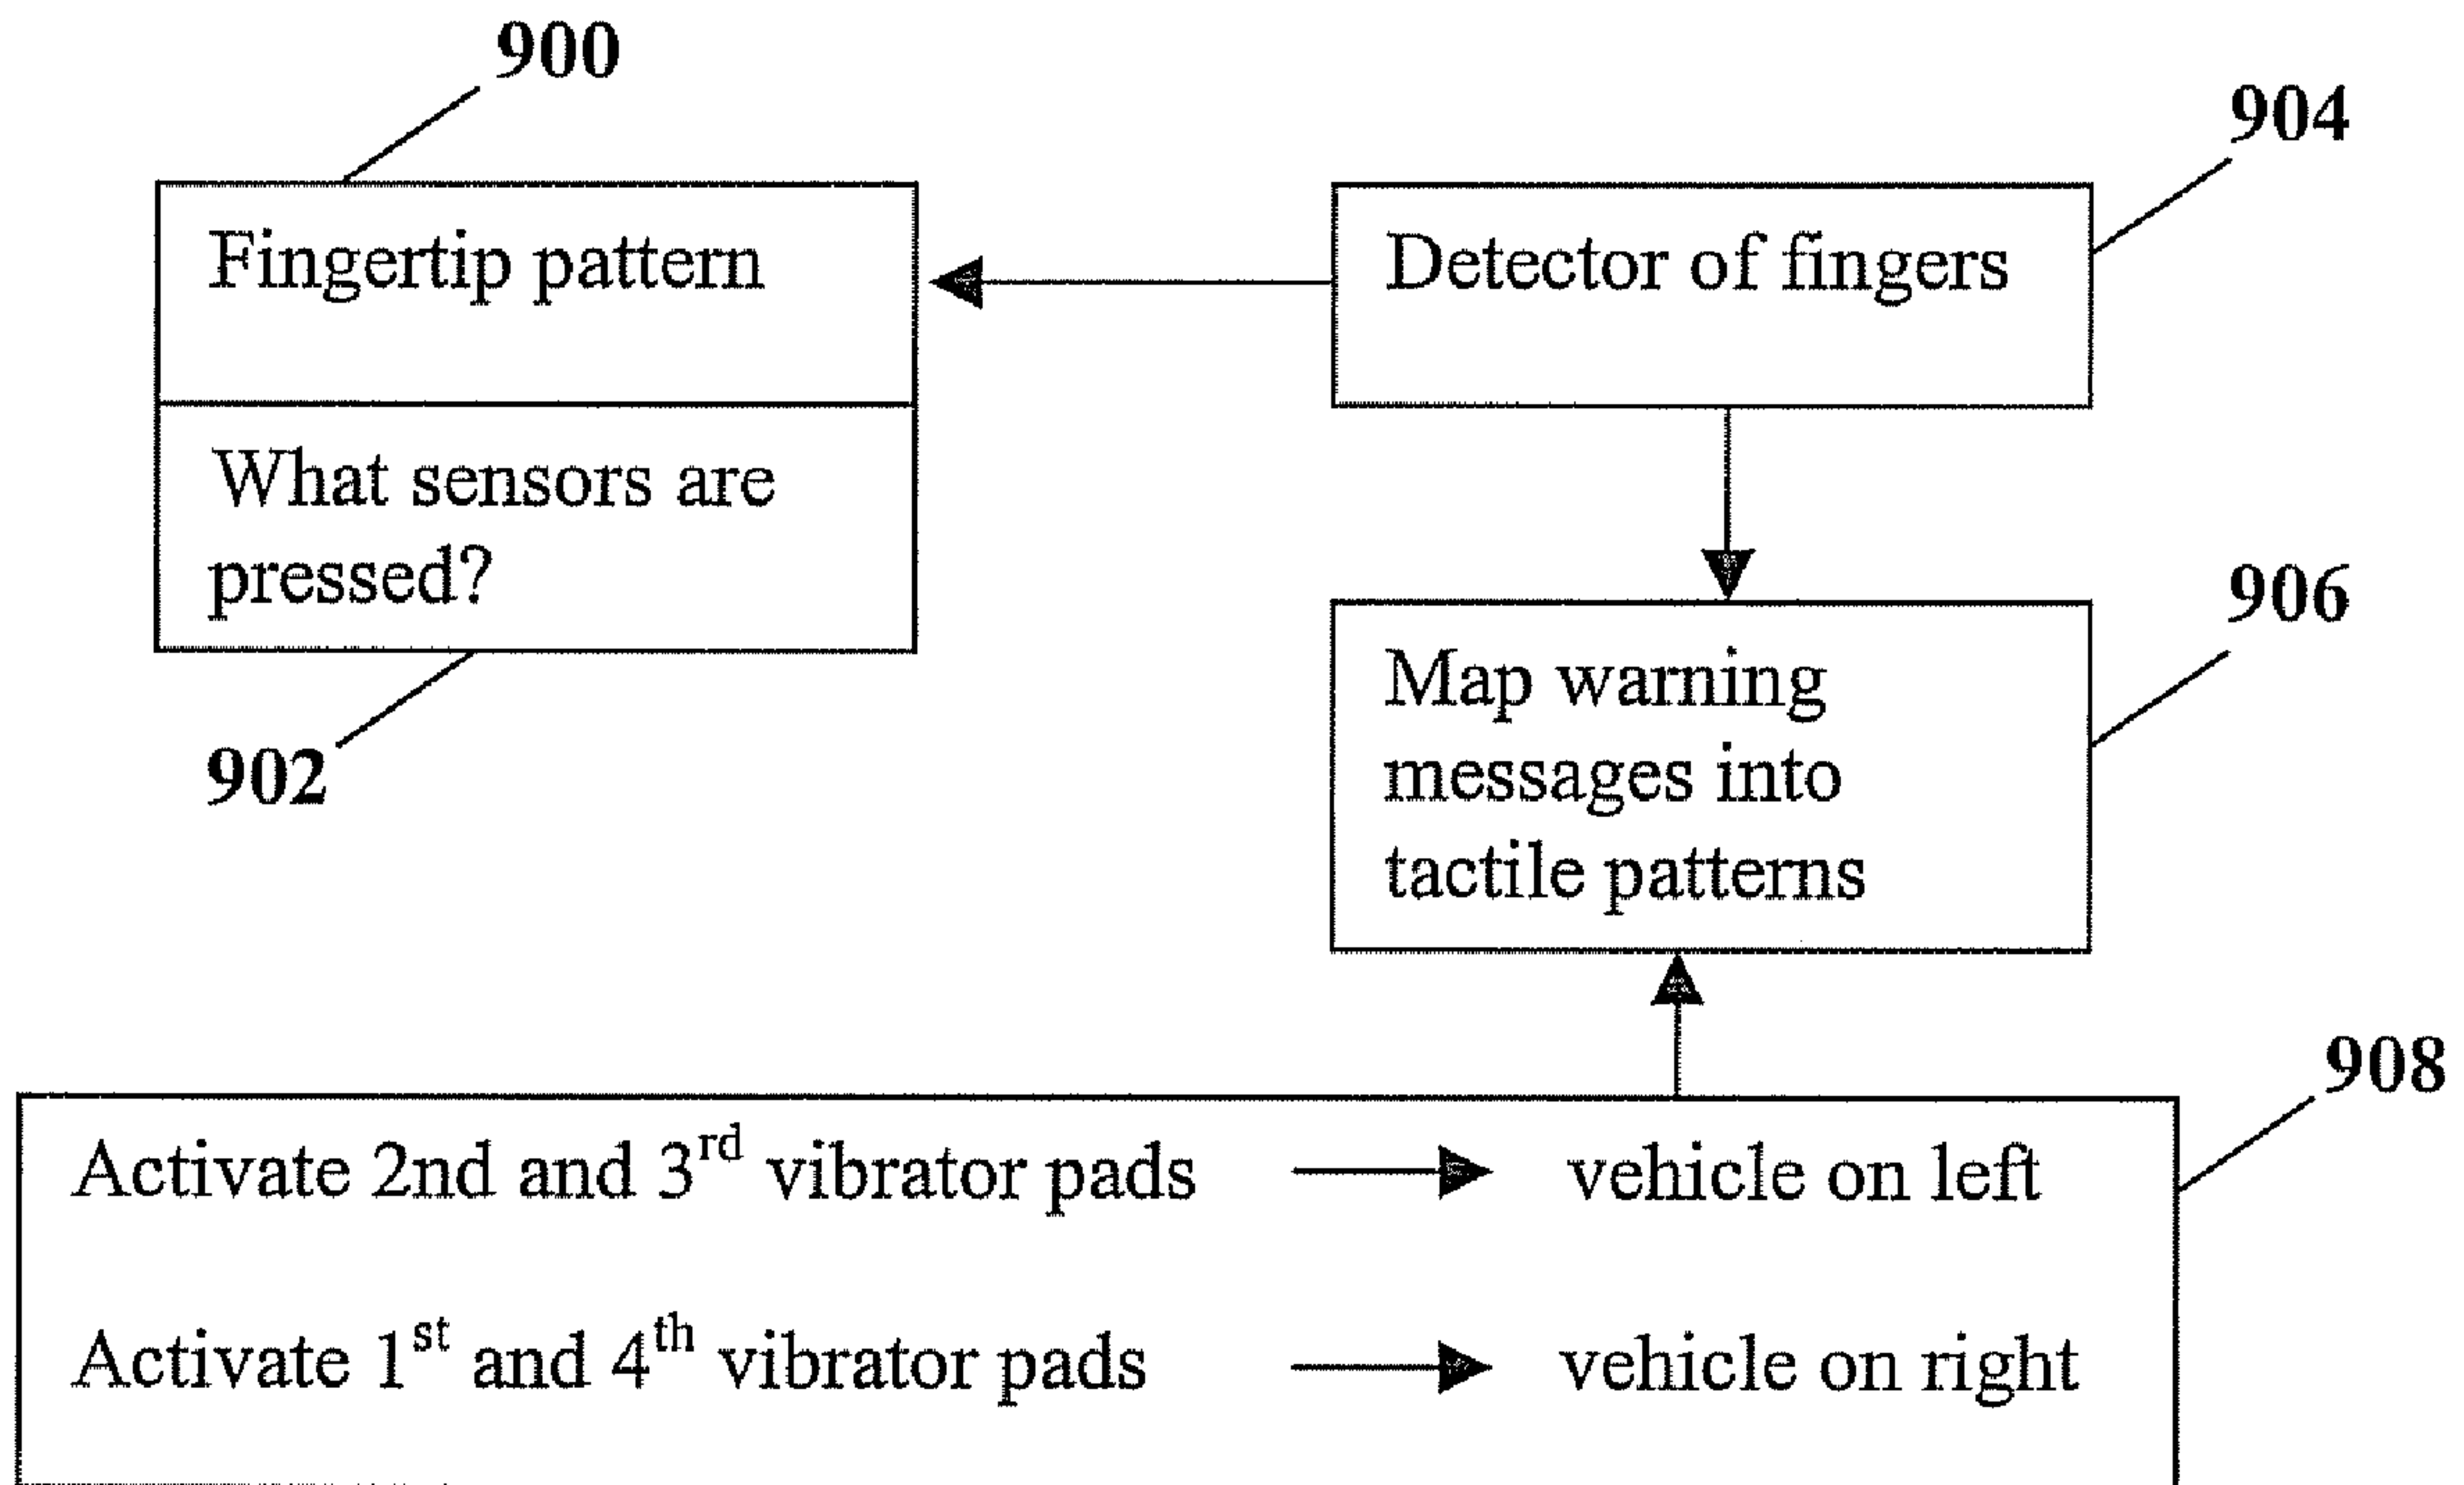 900
904
Fingertip pattern
Detector of fingers
What sensors are
pressed?
902
906
Map warning
messages into
tactile patterns
908
Activate 2nd and 3rd vibrator pads → vehicle on left
Activate 1st and 4th vibrator pads → vehicle on right